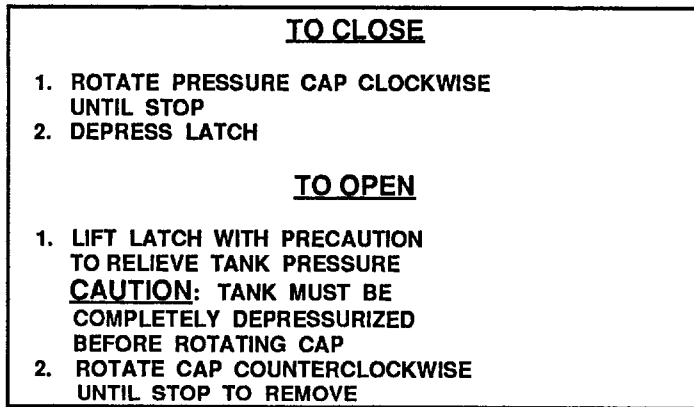 TO CLOSE
1. ROTATE PRESSURE CAP CLOCKWISE
UNTIL STOP
2. DEPRESS LATCH
TO OPEN
1. LIFT LATCH WITH PRECAUTION
TO RELIEVE TANK PRESSURE
CAUTION: TANK MUST BE
COMPLETELY DEPRESSURIZED
BEFORE ROTATING CAP
2. ROTATE CAP COUNTERCLOCKWISE
UNTIL STOP TO REMOVE